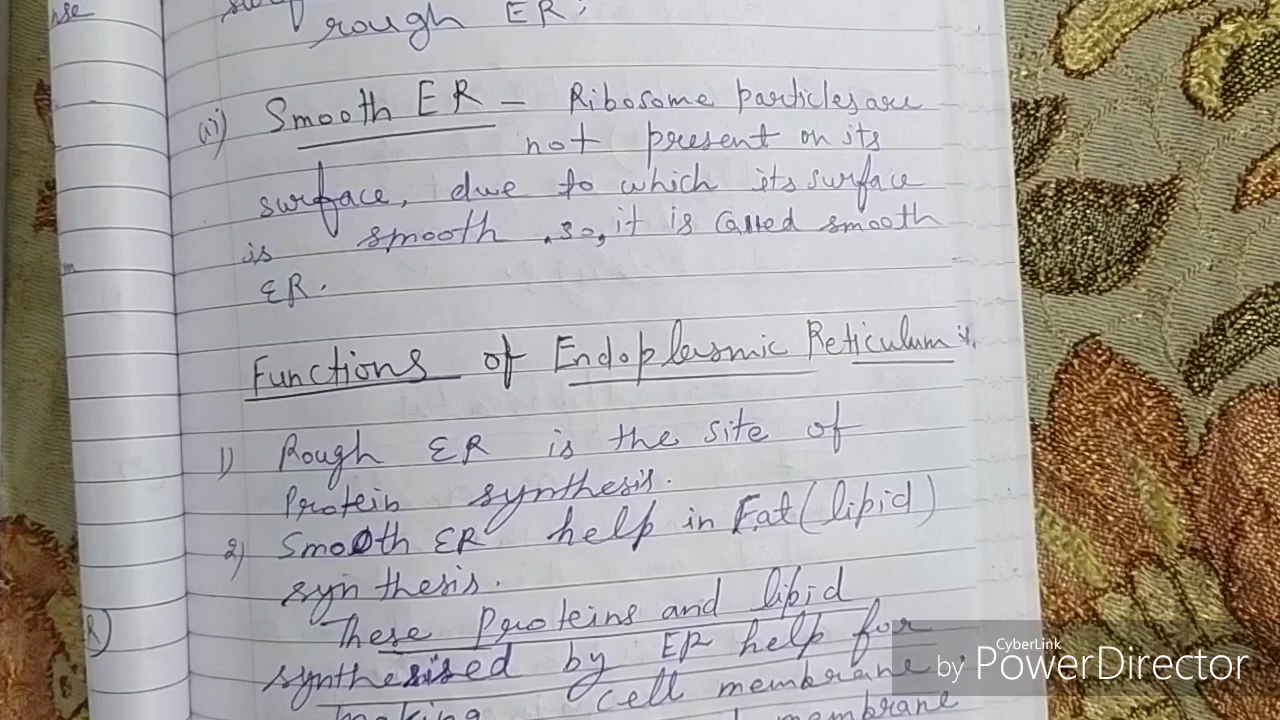 nse
rough ER.
(ii) Smooth ER - Ribosome particles are
not present on its
surface, due to which its surface
is smooth, so, it is called smooth
ER.
Functions of Endoplasmic Reticulum :-
1) Rough ER is the site of
Protein synthesis.
2) Smooth ER help in Fat (lipid)
synthesis.
These Proteins and lipid
R)
synthesised by ER help for
making cell membrane.
membrane
CyberLink
by PowerDirector